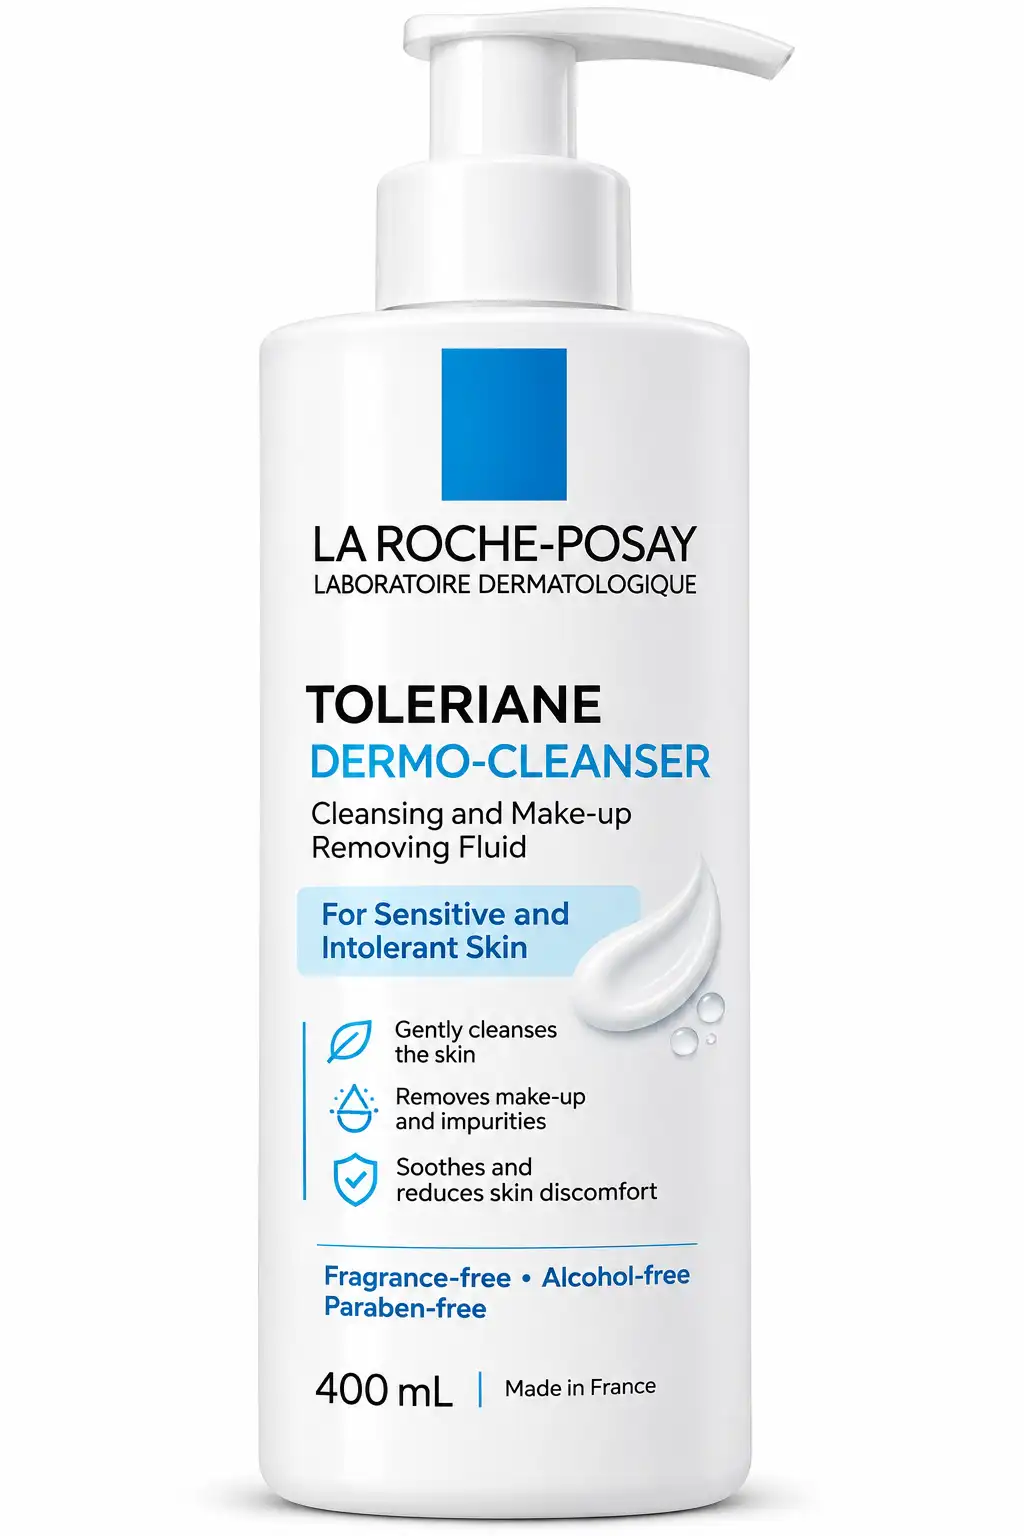 LA ROCHE-POSAY
LABORATOIRE DERMATOLOGIQUE
TOLERIANE
DERMO-CLEANSER
Cleansing and Make-up
Removing Fluid
For Sensitive and
Intolerant Skin
Gently cleanses
the skin
Removes make-up
and impurities
Soothes and
reduces skin discomfort
Fragrance-free • Alcohol-free
Paraben-free
400 mL | Made in France